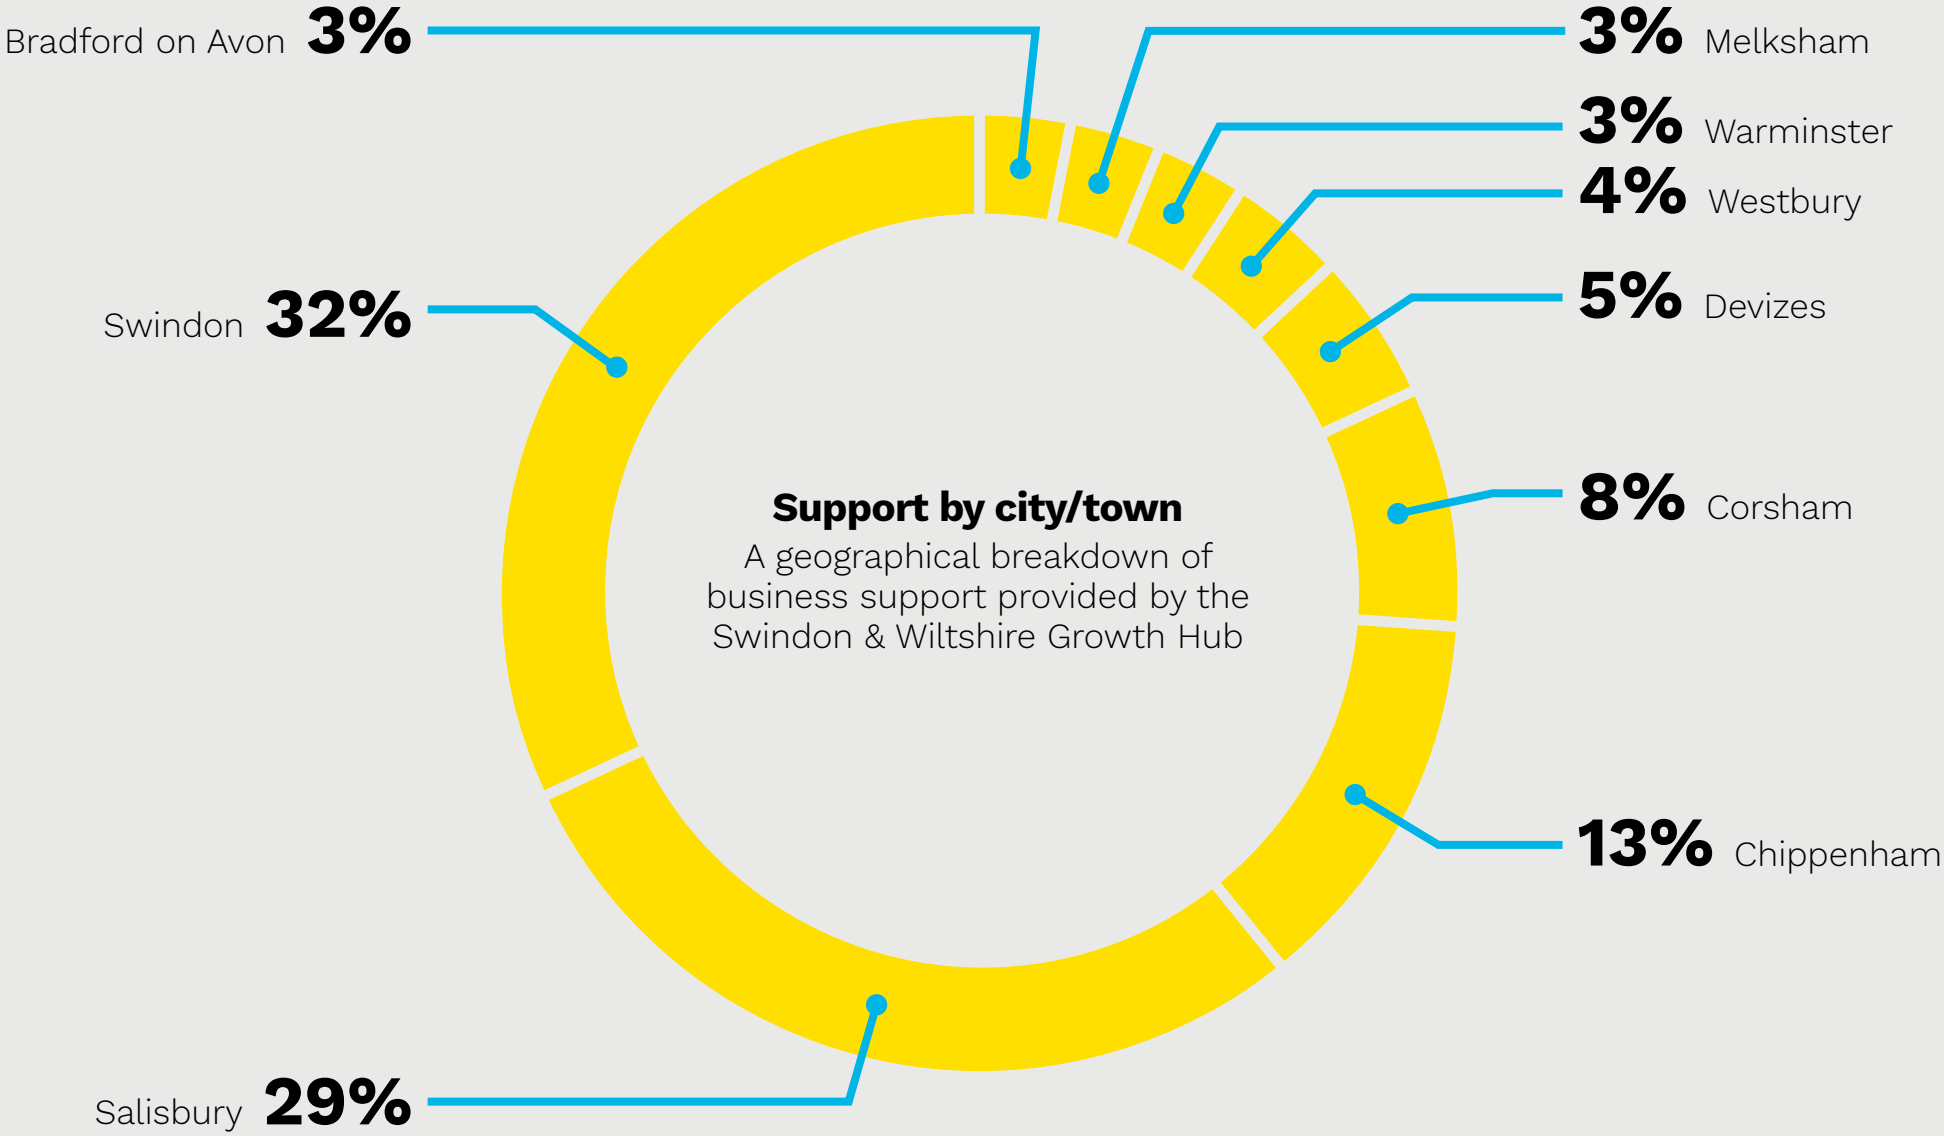 Bradford on Avon 3%
3% Melksham
3% Warminster
4% Westbury
5% Devizes
Swindon 32%
8% Corsham
Support by city/town
A geographical breakdown of
business support provided by the
Swindon & Wiltshire Growth Hub
13% Chippenham
Salisbury 29%